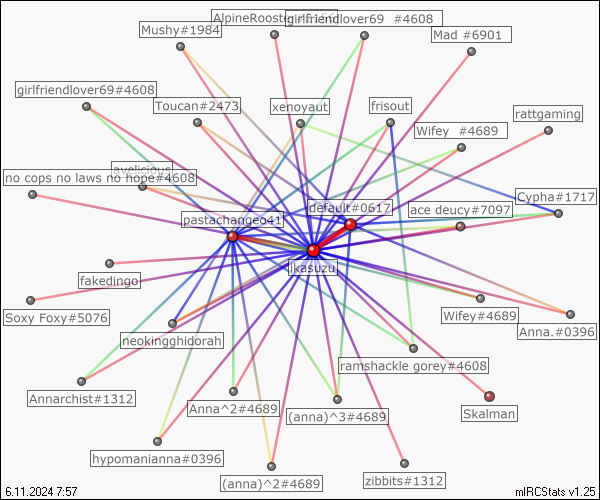 AlpineRooste
girlfriendlover69 #4608
Mushy#1984
Mad #6901
girlfriendlover69#4608
Toucan#2473
xenoyaut
frisout
rattgaming
Wifey #4689
avelicious
no cops no laws no hope#4608
Cypha#1717
default#0617
ace deucy#7097
pastachange041
ikasuzu
fakedingo
Soxy Foxy#5076
Wifey#4689
Anna.#0396
neokingghidorah
ramshackle gorey#4608
Annarchist#1312
Anna^2#4689
(anna)^3#4689
Skalman
hypomanianna#0396
(anna)^2#4689
zibbits#1312
6.11.2024 7:57
mIRCStats v1.25